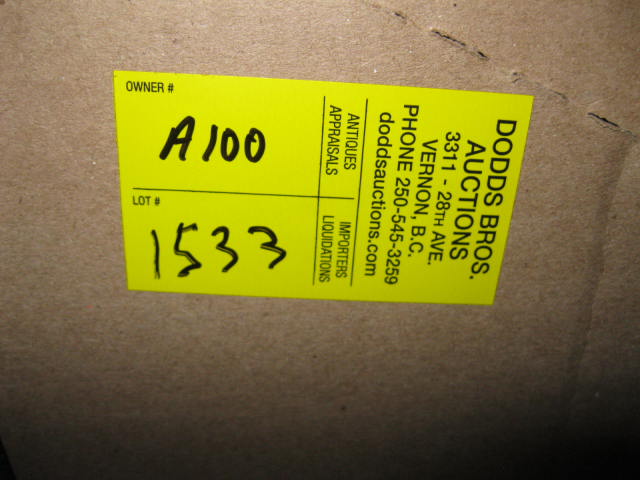 OWNER #
A100
LOT #
1533
ANTIQUES
APPRAISALS
IMPORTERS
LIQUIDATIONS
DODDS BROS.
AUCTIONS
3311 - 28TH AVE.
VERNON, B.C.
PHONE 250-545-3259
doddsauctions.com